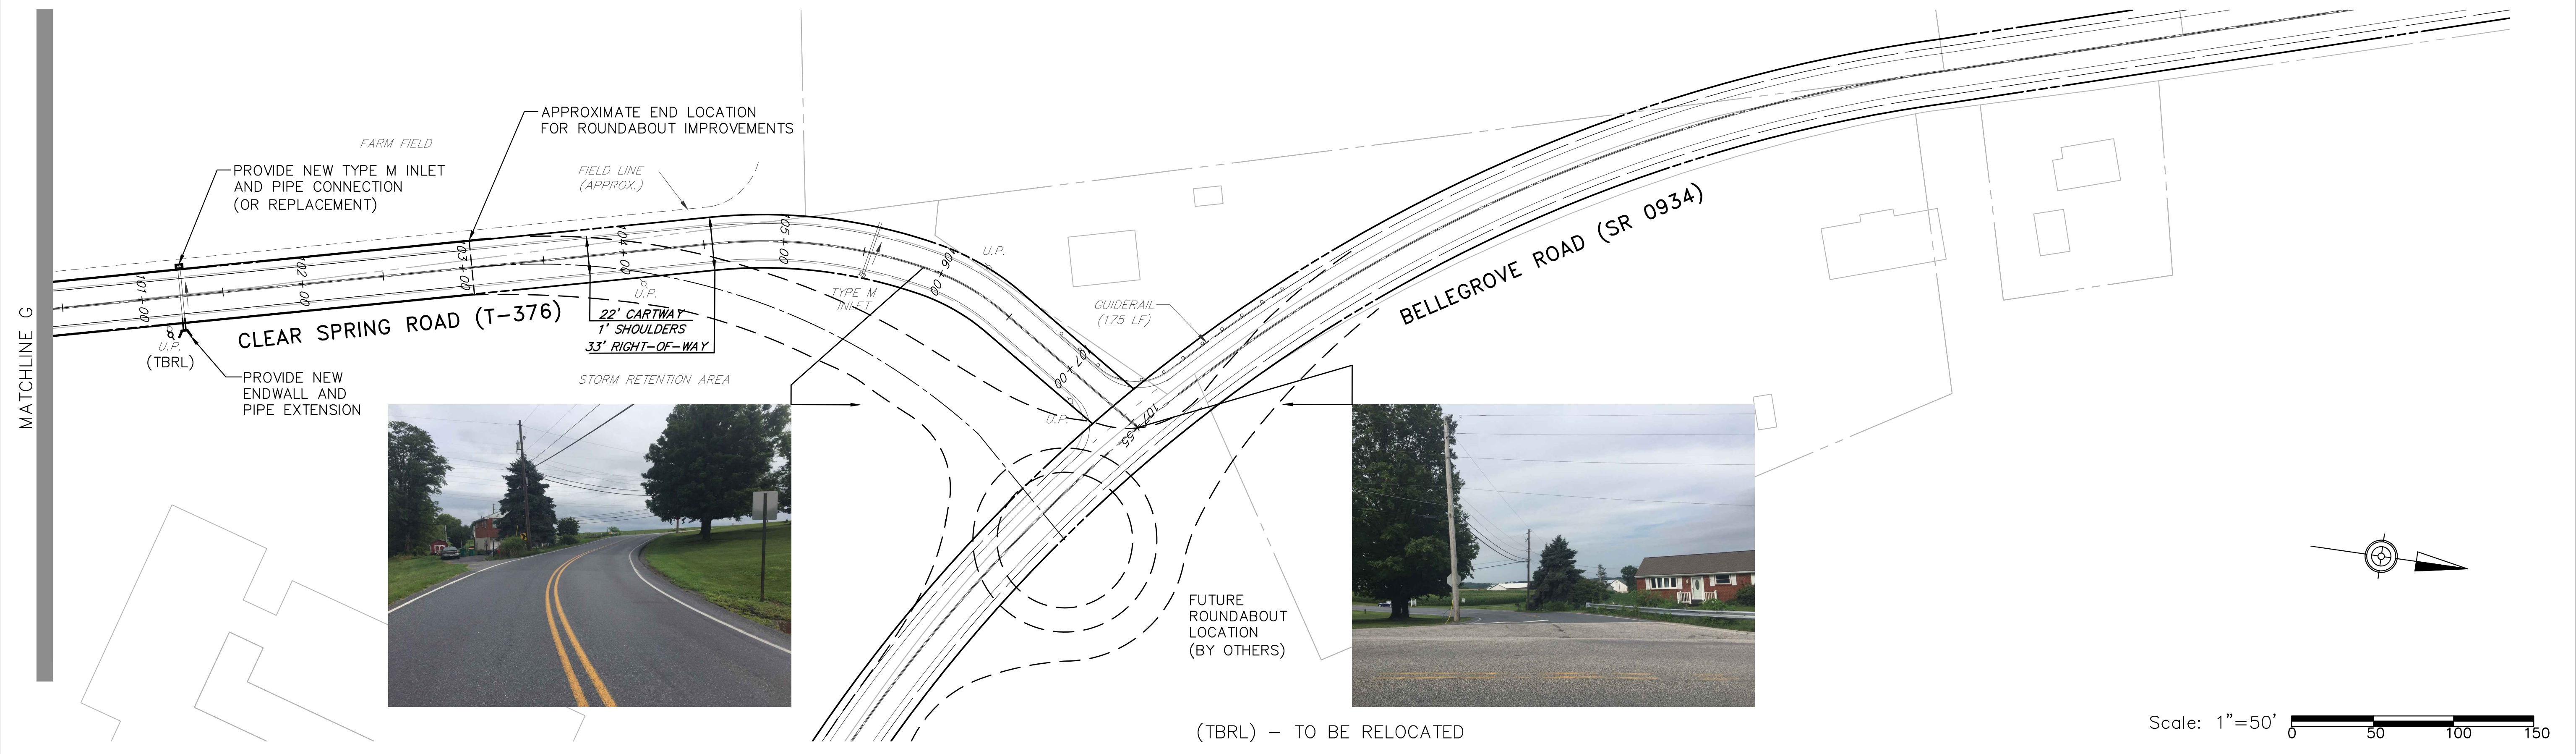 MATCHLINE G
APPROXIMATE END LOCATION
FOR ROUNDABOUT IMPROVEMENTS
FARM FIELD
PROVIDE NEW TYPE M INLET
AND PIPE CONNECTION
(OR REPLACEMENT)
FIELD LINE
(APPROX.)
101+00
102+00
103+00
104+00
105+00
106+00
107+00
107+55
U.P.
U.P.
TYPE M
INLET
GUIDERAIL
(175 LF)
BELLEGROVE ROAD (SR 0934)
CLEAR SPRING ROAD (T-376)
22' CARTWAY
1' SHOULDERS
33' RIGHT-OF-WAY
U.P.
(TBRL)
PROVIDE NEW
ENDWALL AND
PIPE EXTENSION
STORM RETENTION AREA
U.P.
FUTURE
ROUNDABOUT
LOCATION
(BY OTHERS)
(TBRL) – TO BE RELOCATED
Scale: 1"=50'
0 50 100 150